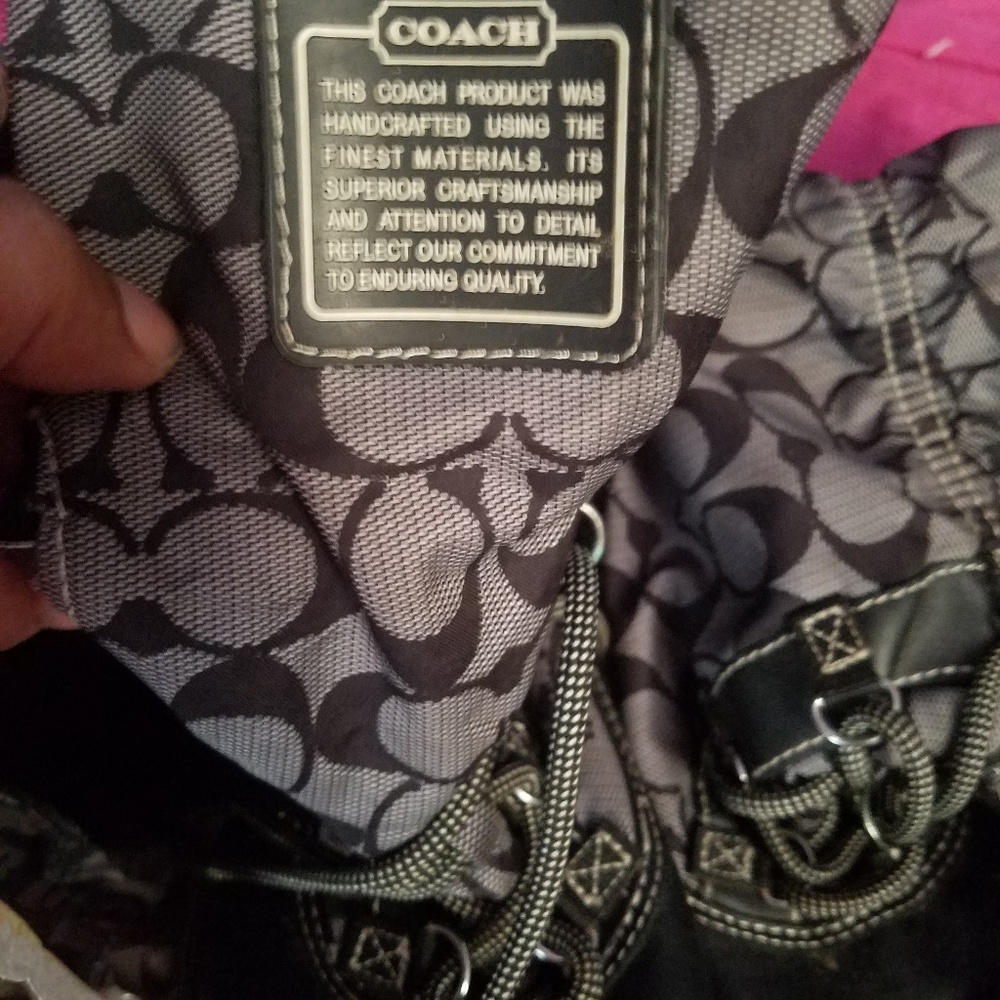 COACH
THIS COACH PRODUCT WAS
HANDCRAFTED USING THE
FINEST MATERIALS. ITS
SUPERIOR CRAFTSMANSHIP
AND ATTENTION TO DETAIL
REFLECT OUR COMMITMENT
TO ENDURING QUALITY.